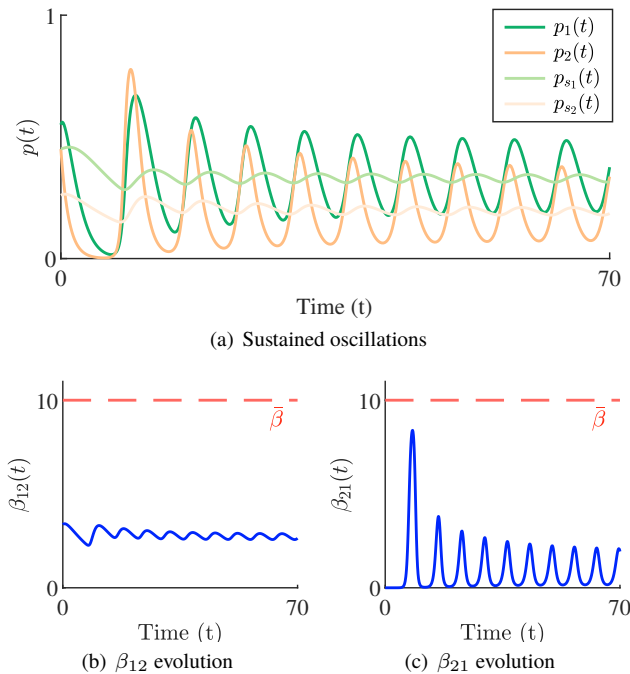 1
p₁(t)
p₂(t)
pₛ₁(t)
pₛ₂(t)
p(t)
0
0
70
Time (t)
(a) Sustained oscillations
10
β̄
β₁₂(t)
0
0
70
Time (t)
(b) β₁₂ evolution
10
β̄
β₂₁(t)
0
0
70
Time (t)
(c) β₂₁ evolution